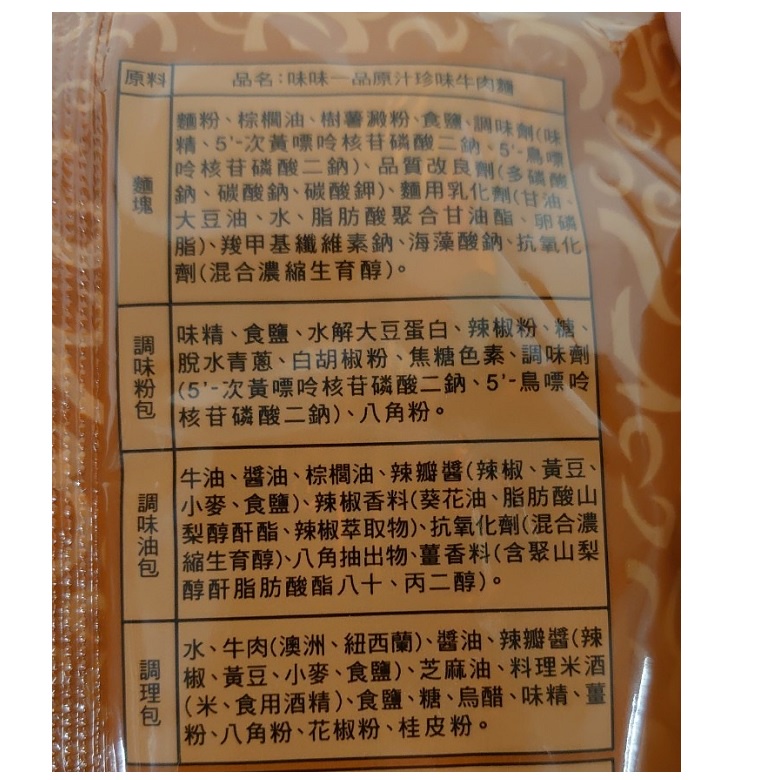 原料 品名:味味一品原汁珍味牛肉麵
麵塊
麵粉、棕櫚油、樹薯澱粉、食鹽、調味劑(味
精、5'-次黃嘌呤核苷磷酸二鈉、5'-鳥嘌
呤核苷磷酸二鈉)、品質改良劑(多磷酸
鈉、碳酸鈉、碳酸鉀)、麵用乳化劑(甘油、
大豆油、水、脂肪酸聚合甘油酯、卵磷
脂)、羧甲基纖維素鈉、海藻酸鈉、抗氧化
劑(混合濃縮生育醇)。
調味粉包
味精、食鹽、水解大豆蛋白、辣椒粉、糖、
脫水青蔥、白胡椒粉、焦糖色素、調味劑
(5'-次黃嘌呤核苷磷酸二鈉、5'-鳥嘌呤
核苷磷酸二鈉)、八角粉。
調味油包
牛油、醬油、棕櫚油、辣瓣醬(辣椒、黃豆、
小麥、食鹽)、辣椒香料(葵花油、脂肪酸山
梨醇酐酯、辣椒萃取物)、抗氧化劑(混合濃
縮生育醇)、八角抽出物、薑香料(含聚山梨
醇酐脂肪酸酯八十、丙二醇)。
調理包
水、牛肉(澳洲、紐西蘭)、醬油、辣瓣醬(辣
椒、黃豆、小麥、食鹽)、芝麻油、料理米酒
(米、食用酒精)、食鹽、糖、烏醋、味精、薑
粉、八角粉、花椒粉、桂皮粉。